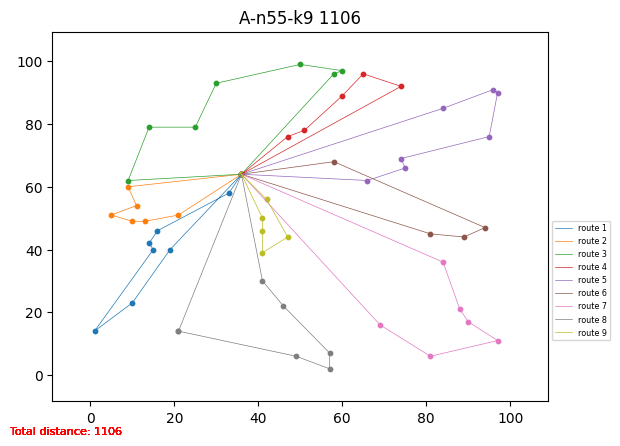 A-n55-k9 1106
100
80
60
40
20
0
0 20 40 60 80 100
route 1
route 2
route 3
route 4
route 5
route 6
route 7
route 8
route 9
Total distance: 1106